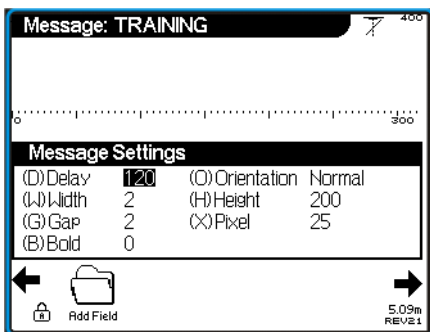 Message: TRAINING
400
0
300
Message Settings
(D)Delay 120 (O)Orientation Normal
(W)Width 2 (H)Height 200
(G)Gap 2 (X)Pixel 25
(B)Bold 0
A Add Field
5.09m
REV21